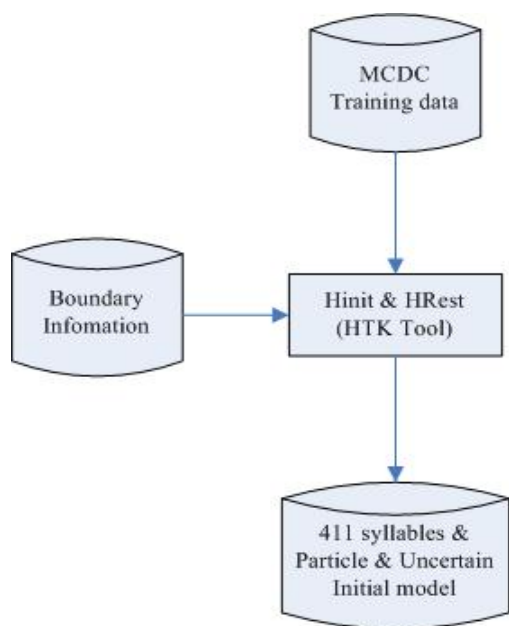 MCDC
Training data
Boundary
Infomation
Hinit & HRest
(HTK Tool)
411 syllables &
Particle & Uncertain
Initial model